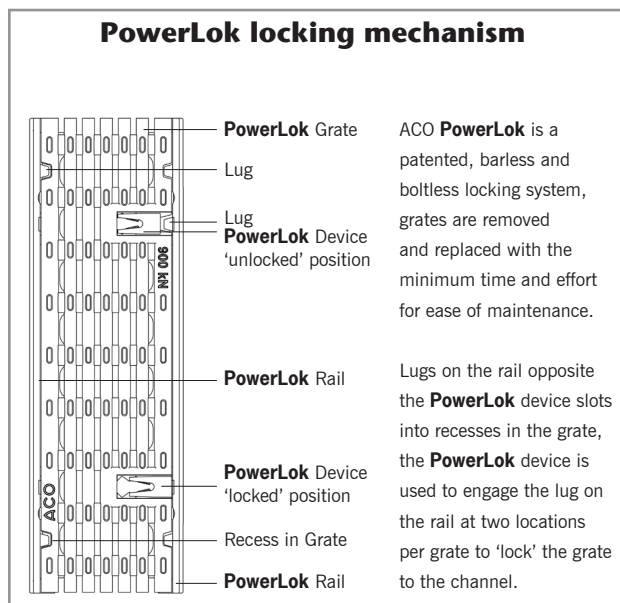 PowerLok locking mechanism
PowerLok Grate
Lug
Lug
PowerLok Device
'unlocked' position
900 kN
PowerLok Rail
PowerLok Device
'locked' position
ACO
Recess in Grate
PowerLok Rail
ACO PowerLok is a
patented, barless and
boltless locking system,
grates are removed
and replaced with the
minimum time and effort
for ease of maintenance.
Lugs on the rail opposite
the PowerLok device slots
into recesses in the grate,
the PowerLok device is
used to engage the lug on
the rail at two locations
per grate to 'lock' the grate
to the channel.